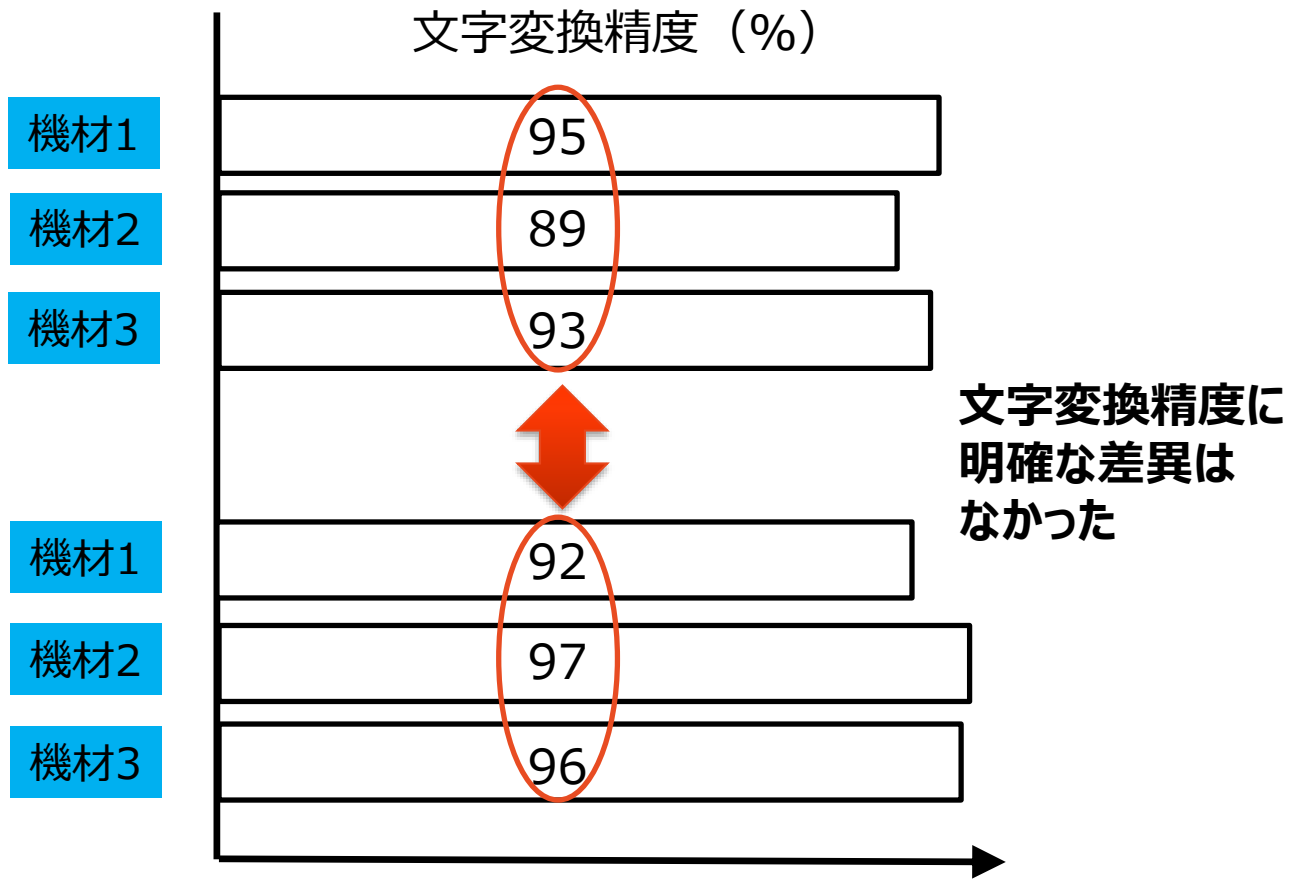 文字変換精度（%）
機材1
95
機材2
89
機材3
93
文字変換精度に
明確な差異は
なかった
機材1
92
機材2
97
機材3
96